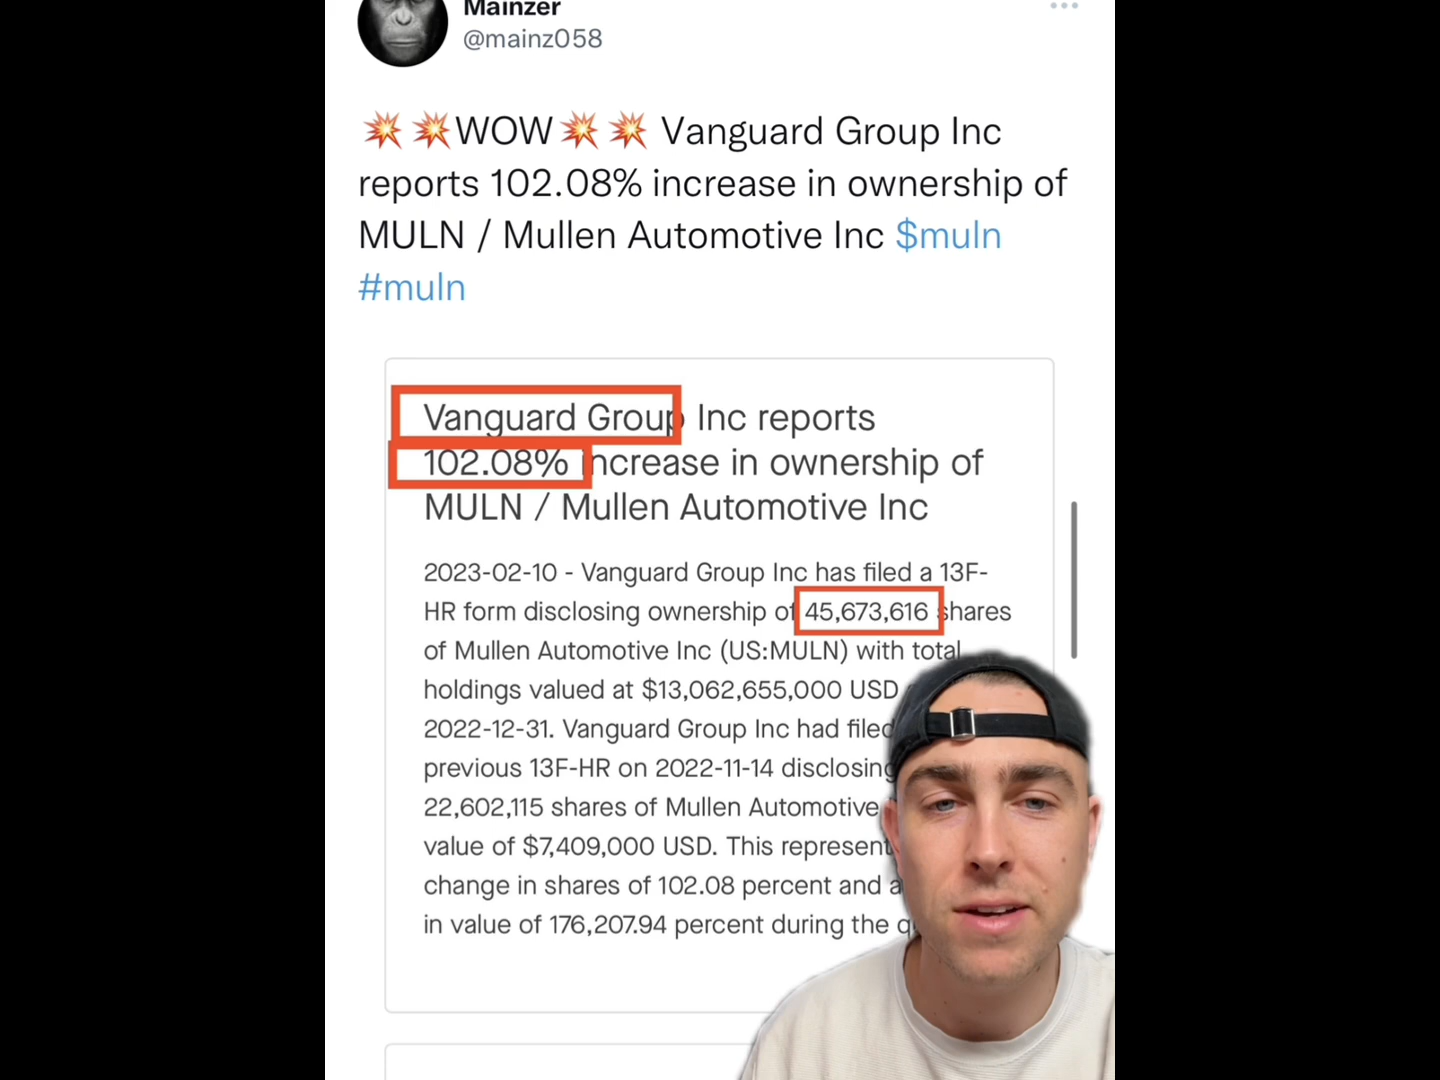 Mainzer
@mainz058
💥💥WOW💥💥 Vanguard Group Inc
reports 102.08% increase in ownership of
MULN / Mullen Automotive Inc $muln
#muln
Vanguard Group Inc reports
102.08% increase in ownership of
MULN / Mullen Automotive Inc
2023-02-10 - Vanguard Group Inc has filed a 13F-
HR form disclosing ownership of 45,673,616 shares
of Mullen Automotive Inc (US:MULN) with total
holdings valued at $13,062,655,000 USD
2022-12-31. Vanguard Group Inc had filed
previous 13F-HR on 2022-11-14 disclosing
22,602,115 shares of Mullen Automotive
value of $7,409,000 USD. This represent
change in shares of 102.08 percent and a
in value of 176,207.94 percent during the